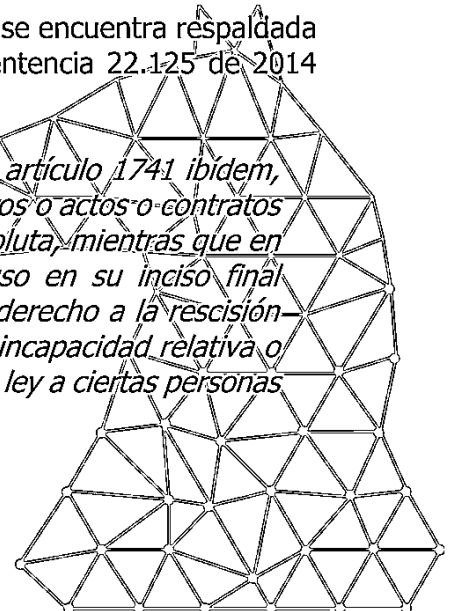 se encuentra respaldada
entencia 22.125 de 2014
artículo 1741 ibídem,
os o actos o contratos
oluta, mientras que en
uso en su inciso final
derecho a la rescisión
incapacidad relativa o
ley a ciertas personas